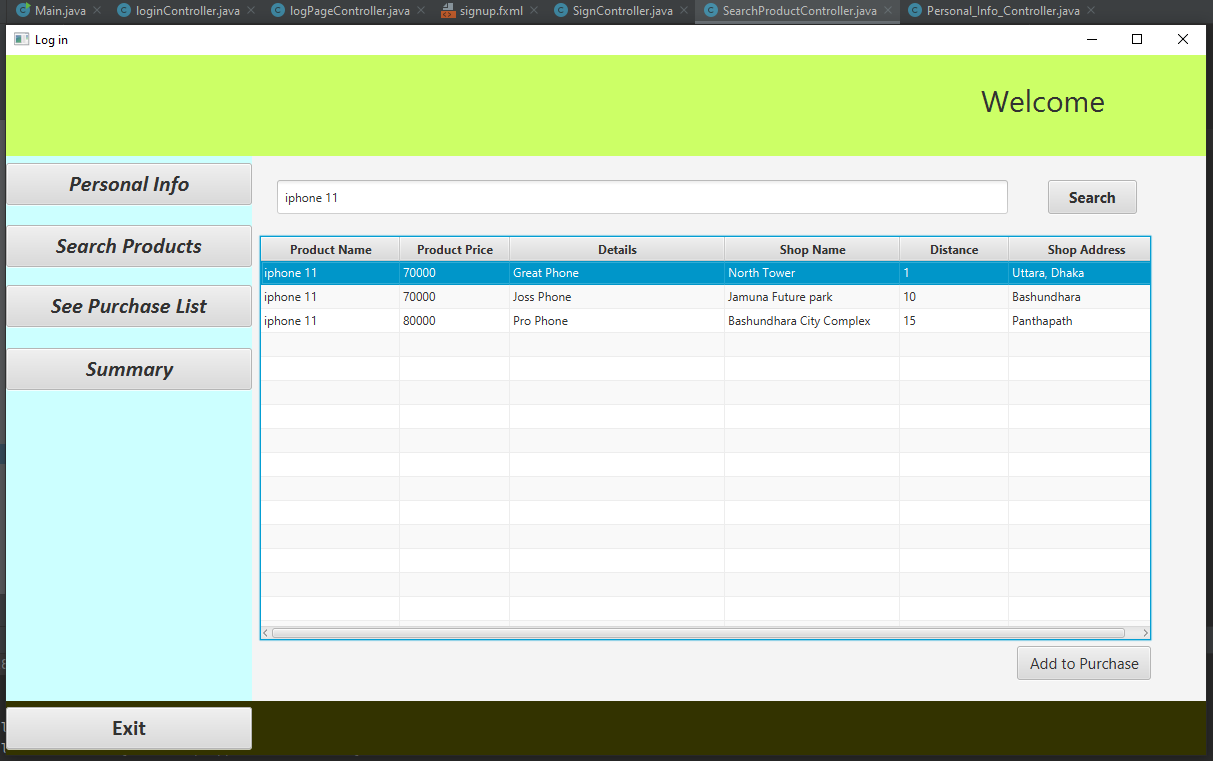 Main.java loginController.java logPageController.java signup.fxml SignController.java SearchProductController.java Personal_Info_Controller.java
Log in
Welcome
Personal Info
Search Products
See Purchase List
Summary
iphone 11 Search
Product Name Product Price Details Shop Name Distance Shop Address
iphone 11 70000 Great Phone North Tower 1 Uttara, Dhaka
iphone 11 70000 Joss Phone Jamuna Future park 10 Bashundhara
iphone 11 80000 Pro Phone Bashundhara City Complex 15 Panthapath
Add to Purchase
Exit